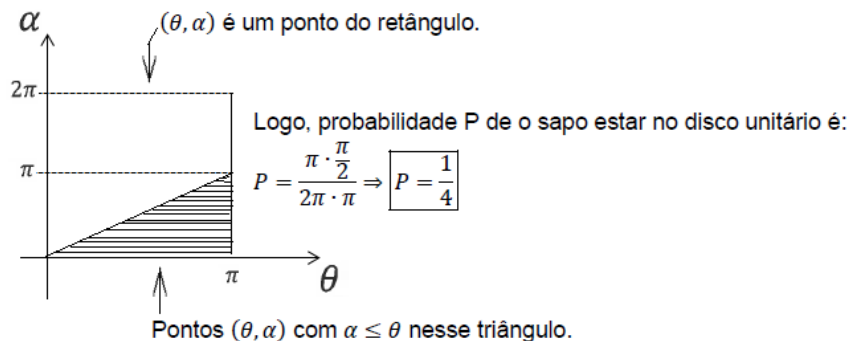 α
(θ, α) é um ponto do retângulo.
2π
Logo, probabilidade P de o sapo estar no disco unitário é:
π
P = (π · π/2)/(2π · π) ⇒ P = 1/4
π
θ
Pontos (θ, α) com α ≤ θ nesse triângulo.